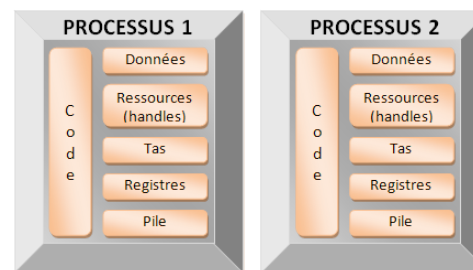 PROCESSUS 1
Code
Données
Ressources
(handles)
Tas
Registres
Pile
PROCESSUS 2
Code
Données
Ressources
(handles)
Tas
Registres
Pile